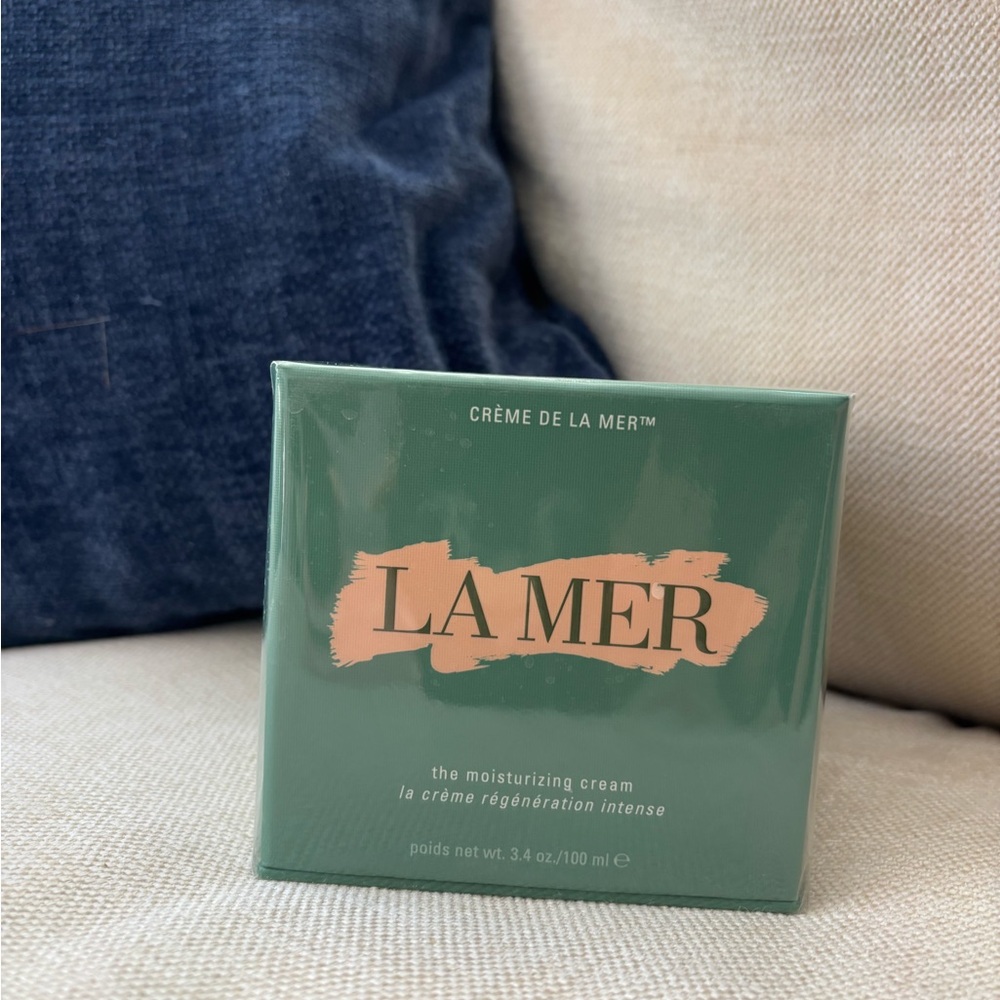 CRÈME DE LA MER™
LA MER
the moisturizing cream
la crème régénération intense
poids net wt. 3.4 oz./100 ml ℮